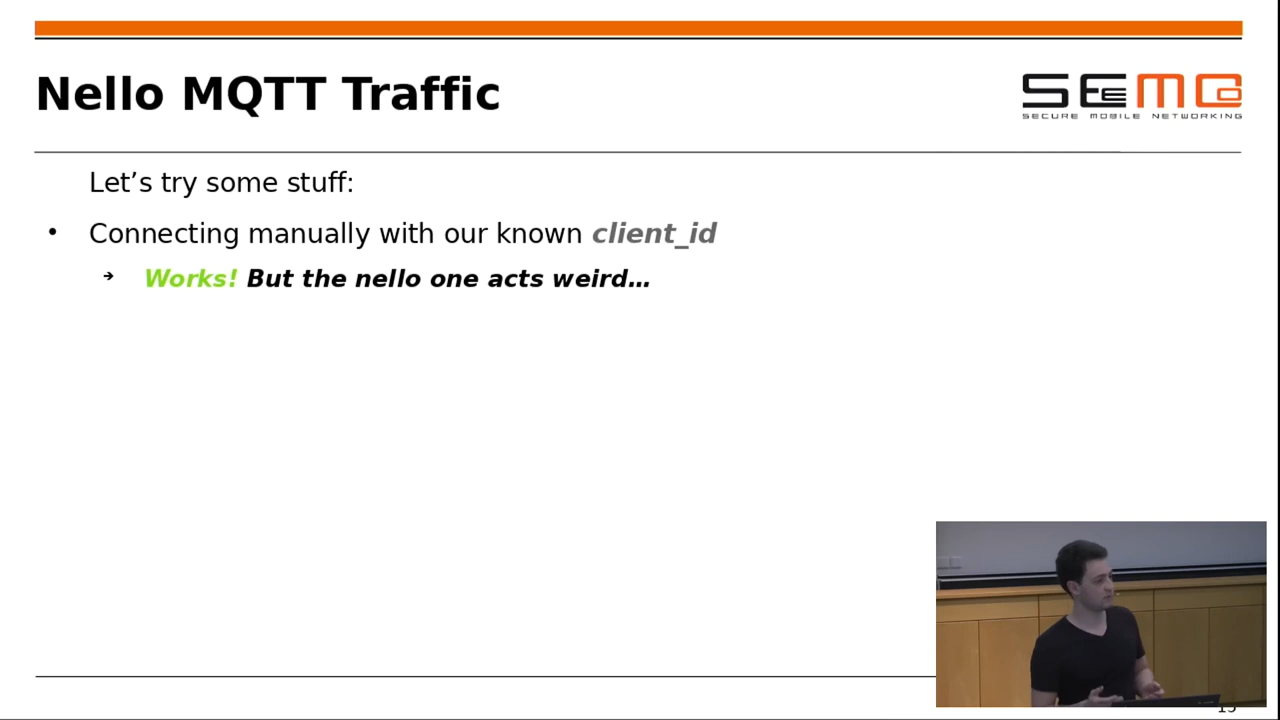 Nello MQTT Traffic
SEEMOO
SECURE MOBILE NETWORKING
Let’s try some stuff:
• Connecting manually with our known client_id
➔ Works! But the nello one acts weird…